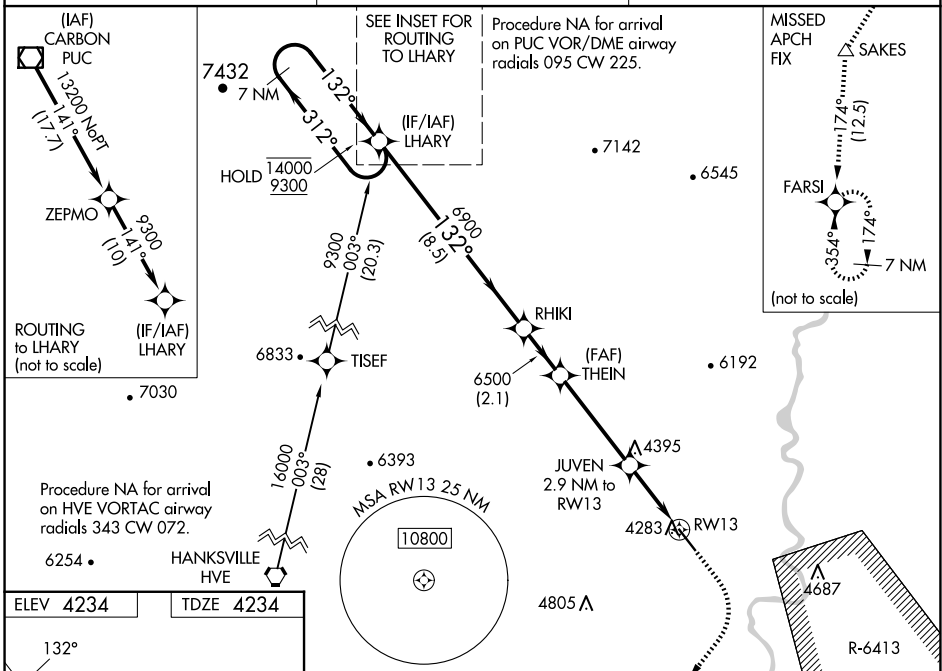 (IAF)
CARBON
PUC
13200 NoPT
141°
(17.7)
ZEPMO
9300
141°
(10)
(IF/IAF)
LHARY
ROUTING
to LHARY
(not to scale)
7432
7 NM
132°
312°
HOLD
14000
9300
SEE INSET FOR
ROUTING
TO LHARY
(IF/IAF)
LHARY
Procedure NA for arrival
on PUC VOR/DME airway
radials 095 CW 225.
7142
6545
MISSED
APCH
FIX
SAKES
174°
(12.5)
FARSI
354°
174°
7 NM
(not to scale)
9300
003°
(20.3)
6900
132°
(8.5)
RHIKI
6833
TISEF
6500
(2.1)
(FAF)
THEIN
6192
7030
16000
003°
(28)
6393
JUVEN
2.9 NM to
RW13
4395
4283
RW13
Procedure NA for arrival
on HVE VORTAC airway
radials 343 CW 072.
6254
HANKSVILLE
HVE
MSA RW13 25 NM
10800
4805
4687
R-6413
ELEV 4234
TDZE 4234
132°